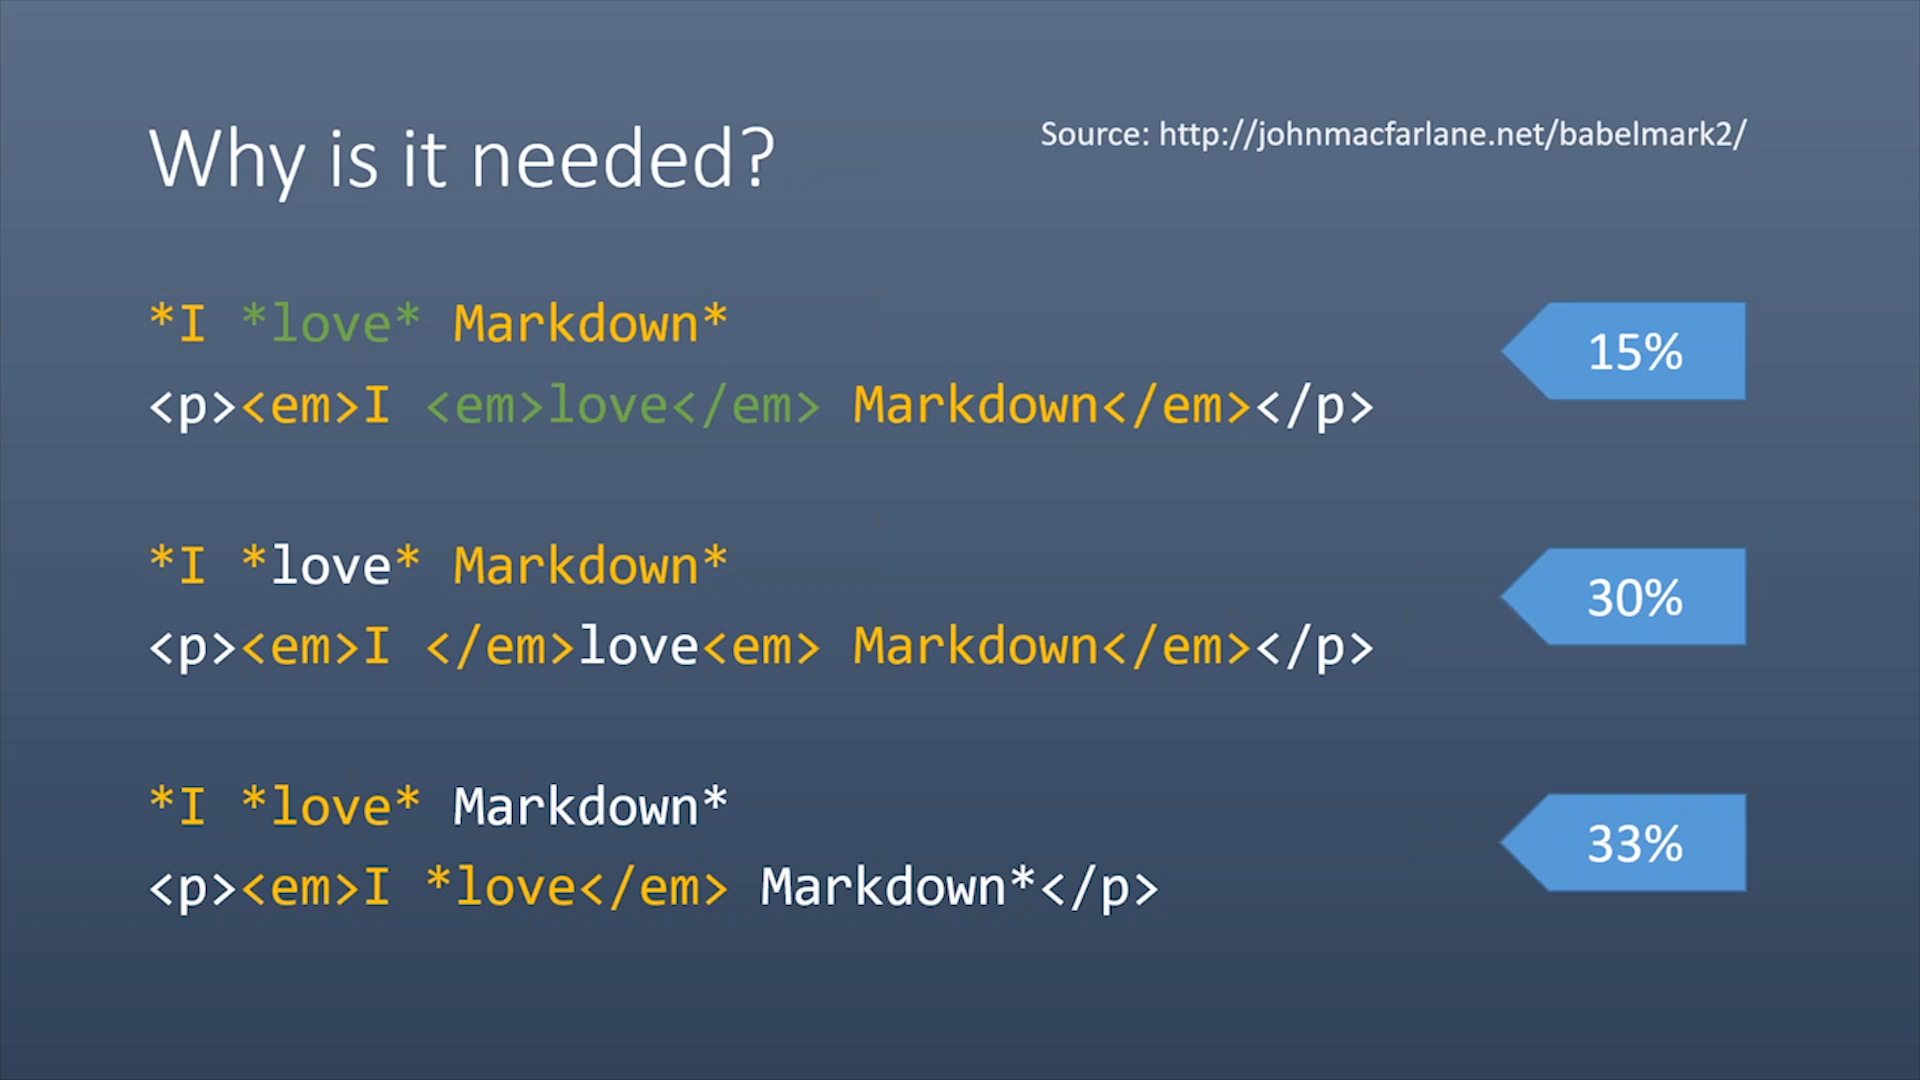 Why is it needed?
Source: http://johnmacfarlane.net/babelmark2/
*I *love* Markdown*
15%
<p><em>I <em>love</em> Markdown</em></p>
*I *love* Markdown*
30%
<p><em>I </em>love<em> Markdown</em></p>
*I *love* Markdown*
33%
<p><em>I *love</em> Markdown*</p>